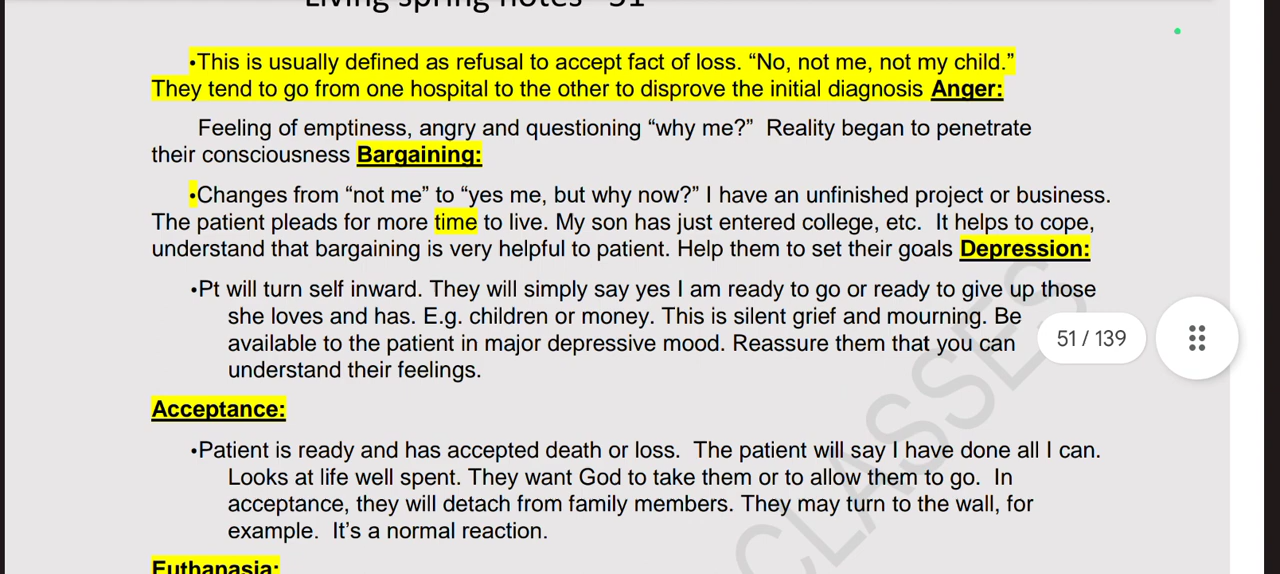 Living spring notes 51
•This is usually defined as refusal to accept fact of loss. “No, not me, not my child.”
They tend to go from one hospital to the other to disprove the initial diagnosis Anger:
Feeling of emptiness, angry and questioning “why me?”  Reality began to penetrate
their consciousness Bargaining:
•Changes from “not me” to “yes me, but why now?” I have an unfinished project or business.
The patient pleads for more time to live. My son has just entered college, etc.  It helps to cope,
understand that bargaining is very helpful to patient. Help them to set their goals Depression:
•Pt will turn self inward. They will simply say yes I am ready to go or ready to give up those
she loves and has. E.g. children or money. This is silent grief and mourning. Be
available to the patient in major depressive mood. Reassure them that you can
understand their feelings.
51 / 139
Acceptance:
•Patient is ready and has accepted death or loss.  The patient will say I have done all I can.
Looks at life well spent. They want God to take them or to allow them to go.  In
acceptance, they will detach from family members. They may turn to the wall, for
example.  It’s a normal reaction.
Euthanasia:
CLASSES